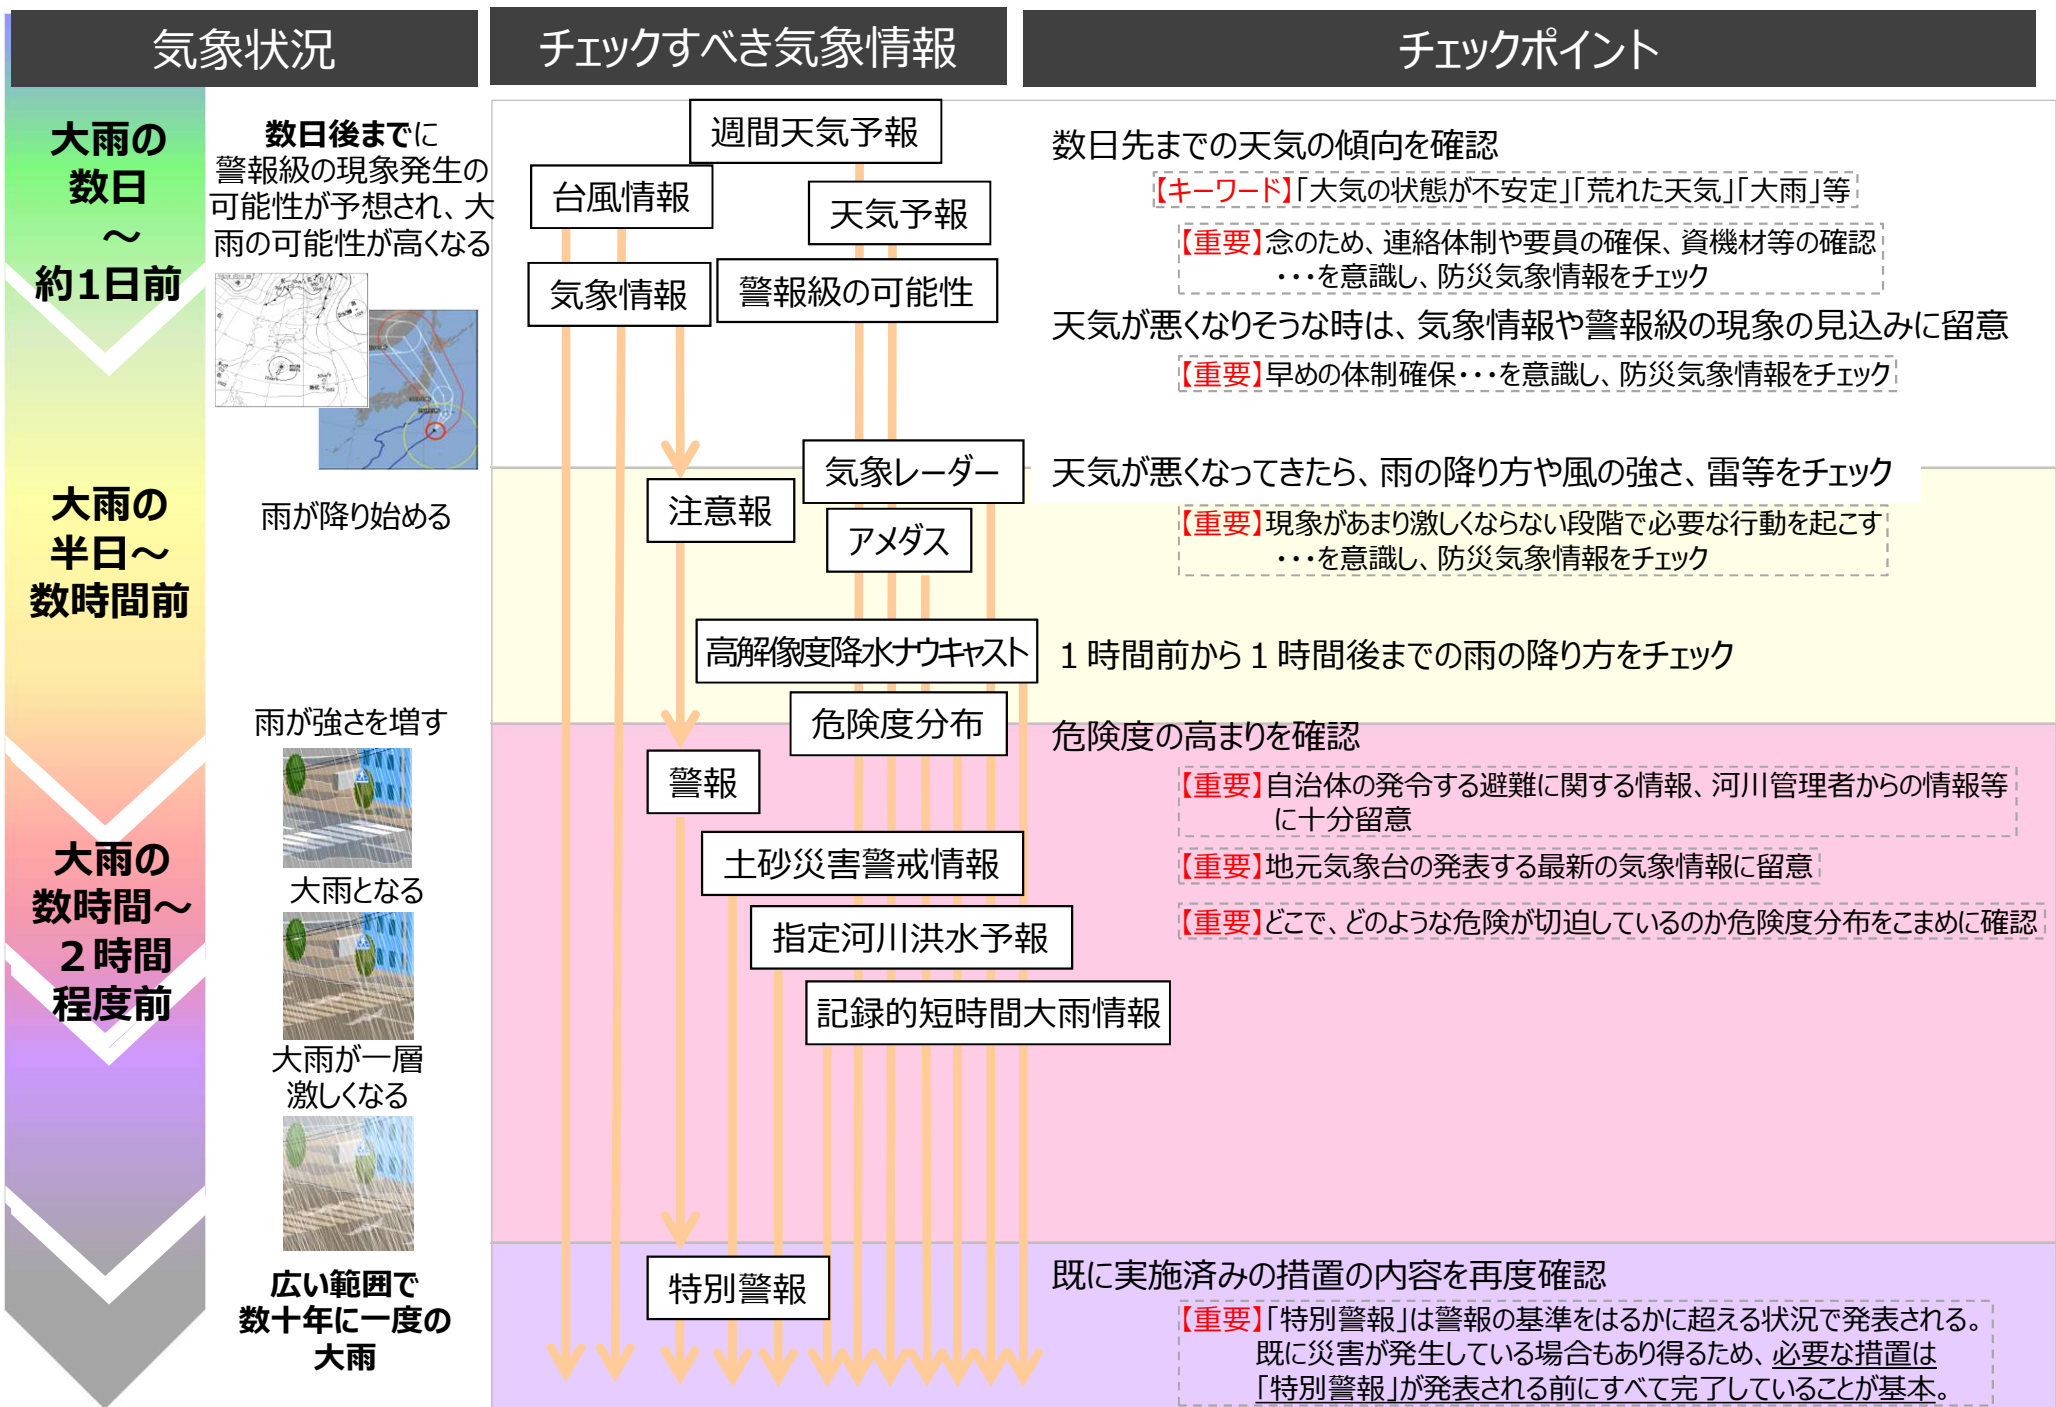 気象状況
チェックすべき気象情報
チェックポイント
大雨の
数日
～
約1日前
数日後までに
警報級の現象発生の
可能性が予想され、大
雨の可能性が高くなる
週間天気予報
台風情報
天気予報
気象情報
警報級の可能性
数日先までの天気の傾向を確認
【キーワード】「大気の状態が不安定」「荒れた天気」「大雨」等
【重要】念のため、連絡体制や要員の確保、資機材等の確認
・・・を意識し、防災気象情報をチェック
天気が悪くなりそうな時は、気象情報や警報級の現象の見込みに留意
【重要】早めの体制確保・・・を意識し、防災気象情報をチェック
大雨の
半日～
数時間前
雨が降り始める
気象レーダー
注意報
アメダス
高解像度降水ナウキャスト
天気が悪くなってきたら、雨の降り方や風の強さ、雷等をチェック
【重要】現象があまり激しくならない段階で必要な行動を起こす
・・・を意識し、防災気象情報をチェック
１時間前から１時間後までの雨の降り方をチェック
雨が強さを増す
大雨の
数時間～
２時間
程度前
大雨となる
大雨が一層
激しくなる
危険度分布
警報
土砂災害警戒情報
指定河川洪水予報
記録的短時間大雨情報
危険度の高まりを確認
【重要】自治体の発令する避難に関する情報、河川管理者からの情報等
に十分留意
【重要】地元気象台の発表する最新の気象情報に留意
【重要】どこで、どのような危険が切迫しているのか危険度分布をこまめに確認
広い範囲で
数十年に一度の
大雨
特別警報
既に実施済みの措置の内容を再度確認
【重要】「特別警報」は警報の基準をはるかに超える状況で発表される。
既に災害が発生している場合もあり得るため、必要な措置は
「特別警報」が発表される前にすべて完了していることが基本。